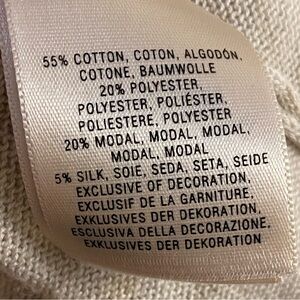 55% COTTON, COTON, ALGODÓN,
COTONE, BAUMWOLLE
20% POLYESTER,
POLYESTER, POLIÉSTER,
POLIESTERE, POLYESTER
20% MODAL, MODAL, MODAL,
MODAL, MODAL
5% SILK, SOIE, SEDA, SETA, SEIDE
EXCLUSIVE OF DECORATION,
EXCLUSIF DE LA GARNITURE,
EXKLUSIVES DER DEKORATION,
ESCLUSIVA DELLA DECORAZIONE,
EXKLUSIVES DER DEKORATION